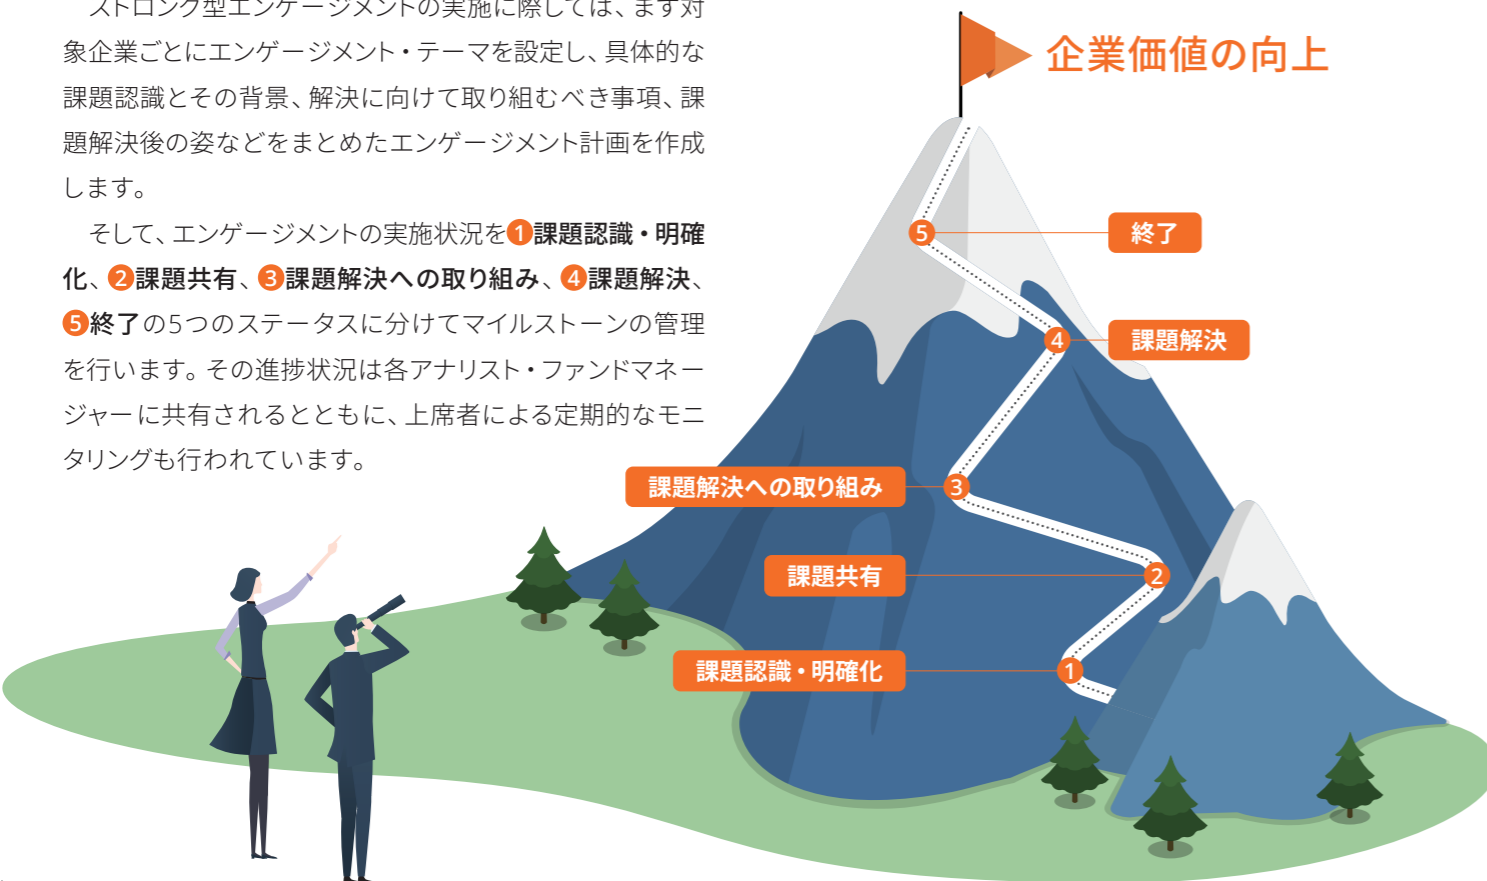 ストロング型エンゲージメントの実施に際しては、まず対
象企業ごとにエンゲージメント・テーマを設定し、具体的な
課題認識とその背景、解決に向けて取り組むべき事項、課
題解決後の姿などをまとめたエンゲージメント計画を作成
します。
そして、エンゲージメントの実施状況を❶課題認識・明確
化、❷課題共有、❸課題解決への取り組み、❹課題解決、
❺終了の5つのステータスに分けてマイルストーンの管理
を行います。その進捗状況は各アナリスト・ファンドマネー
ジャーに共有されるとともに、上席者による定期的なモニ
タリングも行われています。
企業価値の向上
5 終了
4 課題解決
課題解決への取り組み 3
課題共有 2
課題認識・明確化 1